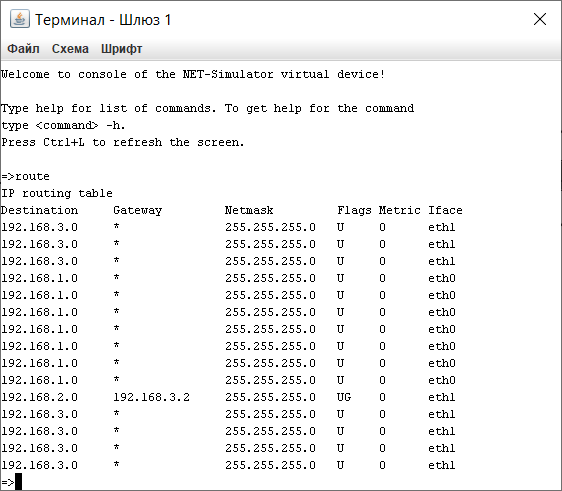 Терминал - Шлюз 1
Файл Схема Шрифт
Welcome to console of the NET-Simulator virtual device!
Type help for list of commands. To get help for the command
type <command> -h.
Press Ctrl+L to refresh the screen.
=>route
IP routing table
Destination Gateway Netmask Flags Metric Iface
192.168.3.0 * 255.255.255.0 U 0 eth1
192.168.3.0 * 255.255.255.0 U 0 eth1
192.168.3.0 * 255.255.255.0 U 0 eth1
192.168.1.0 * 255.255.255.0 U 0 eth0
192.168.1.0 * 255.255.255.0 U 0 eth0
192.168.1.0 * 255.255.255.0 U 0 eth0
192.168.1.0 * 255.255.255.0 U 0 eth0
192.168.1.0 * 255.255.255.0 U 0 eth0
192.168.1.0 * 255.255.255.0 U 0 eth0
192.168.1.0 * 255.255.255.0 U 0 eth0
192.168.2.0 192.168.3.2 255.255.255.0 UG 0 eth1
192.168.3.0 * 255.255.255.0 U 0 eth1
192.168.3.0 * 255.255.255.0 U 0 eth1
192.168.3.0 * 255.255.255.0 U 0 eth1
192.168.3.0 * 255.255.255.0 U 0 eth1
=>